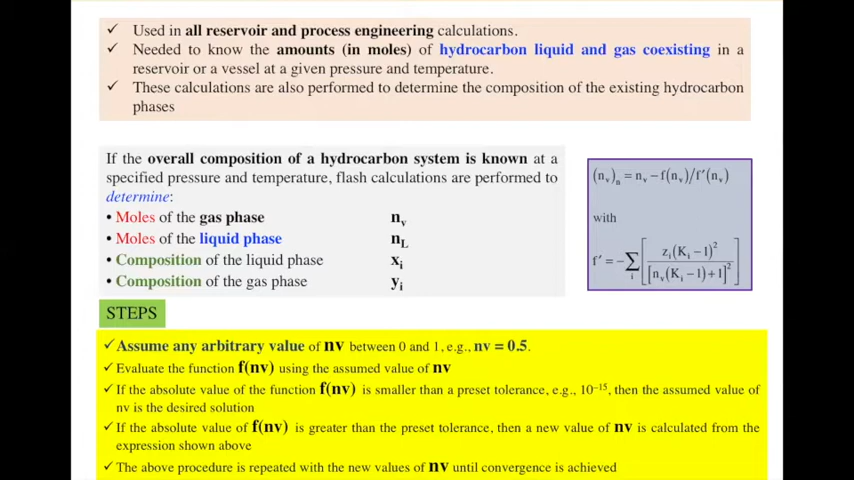 ✓ Used in all reservoir and process engineering calculations.
✓ Needed to know the amounts (in moles) of hydrocarbon liquid and gas coexisting in a
reservoir or a vessel at a given pressure and temperature.
✓ These calculations are also performed to determine the composition of the existing hydrocarbon
phases
If the overall composition of a hydrocarbon system is known at a
specified pressure and temperature, flash calculations are performed to
determine:
• Moles of the gas phase nᵥ
• Moles of the liquid phase n_L
• Composition of the liquid phase xᵢ
• Composition of the gas phase yᵢ
(nᵥ)ₙ = nᵥ − f(nᵥ)/f′(nᵥ)
with
f′ = −∑ᵢ [ zᵢ(Kᵢ − 1)² / [nᵥ(Kᵢ − 1) + 1]² ]
STEPS
✓Assume any arbitrary value of nv between 0 and 1, e.g., nv = 0.5.
✓Evaluate the function f(nv) using the assumed value of nv
✓If the absolute value of the function f(nv) is smaller than a preset tolerance, e.g., 10⁻¹⁵, then the assumed value of
nv is the desired solution
✓If the absolute value of f(nv) is greater than the preset tolerance, then a new value of nv is calculated from the
expression shown above
✓The above procedure is repeated with the new values of nv until convergence is achieved